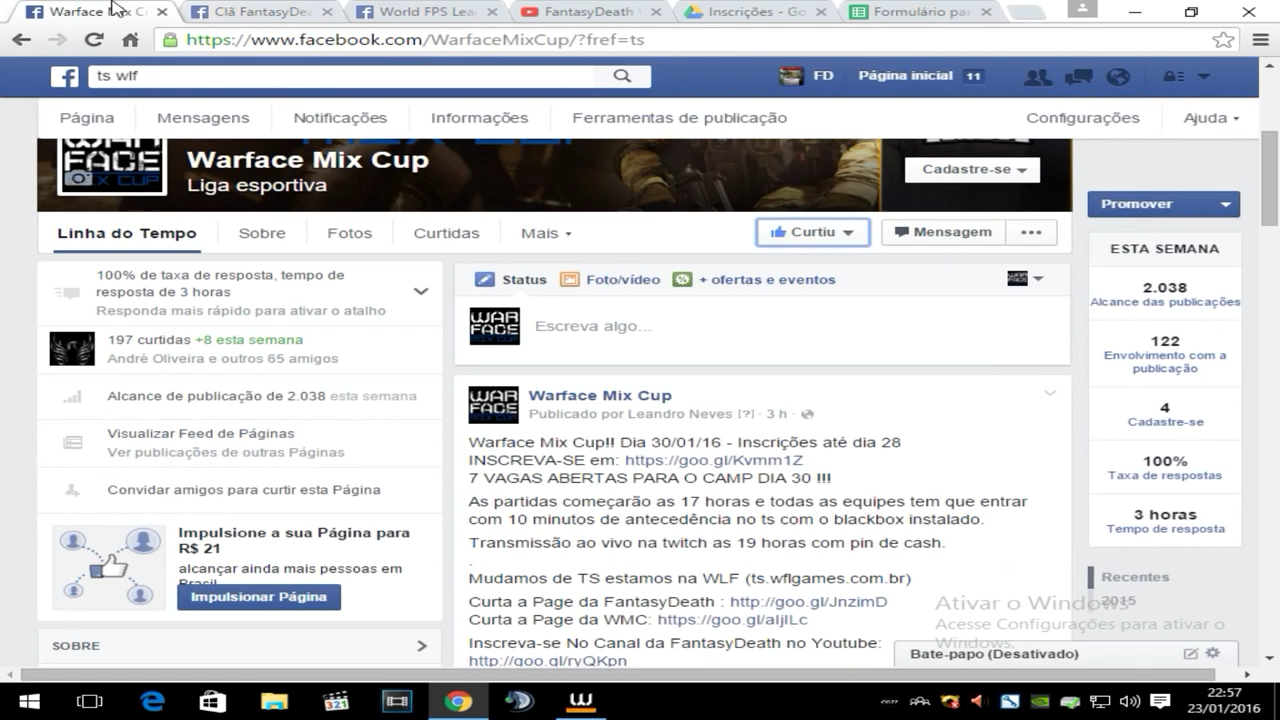 Warface Mix C
Clã FantasyDea
World FPS Lea
FantasyDeath
Inscrições - Go
Formulário par
https://www.facebook.com/WarfaceMixCup/?fref=ts
ts wlf
FD
Página inicial 11
Página
Mensagens
Notificações
Informações
Ferramentas de publicação
Configurações
Ajuda
WAR
FACE
X CUP
Warface Mix Cup
Liga esportiva
Cadastre-se
Linha do Tempo
Sobre
Fotos
Curtidas
Mais
Curtiu
Mensagem
Promover
100% de taxa de resposta, tempo de
resposta de 3 horas
Responda mais rápido para ativar o atalho
197 curtidas +8 esta semana
André Oliveira e outros 65 amigos
Alcance de publicação de 2.038 esta semana
Visualizar Feed de Páginas
Ver publicações de outras Páginas
Convidar amigos para curtir esta Página
Impulsione a sua Página para
R$ 21
alcançar ainda mais pessoas em
Brasil
Impulsionar Página
SOBRE
Status
Foto/vídeo
+ ofertas e eventos
WAR
FACE
MIX CUP
Escreva algo...
WAR
FACE
MIX CUP
Warface Mix Cup
Publicado por Leandro Neves [?] · 3 h ·
Warface Mix Cup!! Dia 30/01/16 - Inscrições até dia 28
INSCREVA-SE em: https://goo.gl/Kvmm1Z
7 VAGAS ABERTAS PARA O CAMP DIA 30 !!!
As partidas começarão as 17 horas e todas as equipes tem que entrar
com 10 minutos de antecedência no ts com o blackbox instalado.
Transmissão ao vivo na twitch as 19 horas com pin de cash.
.
Mudamos de TS estamos na WLF (ts.wflgames.com.br)
Curta a Page da FantasyDeath : http://goo.gl/JnzimD
Curta a Page da WMC: https://goo.gl/aIjILc
Inscreva-se No Canal da FantasyDeath no Youtube:
http://goo.gl/ryQKpn
ESTA SEMANA
2.038
Alcance das publicações
122
Envolvimento com a
publicação
4
Cadastre-se
100%
Taxa de respostas
3 horas
Tempo de resposta
Recentes
2015
Ativar o Windows
Acesse Configurações para ativar o
Windows.
Bate-papo (Desativado)
321
22:57
23/01/2016